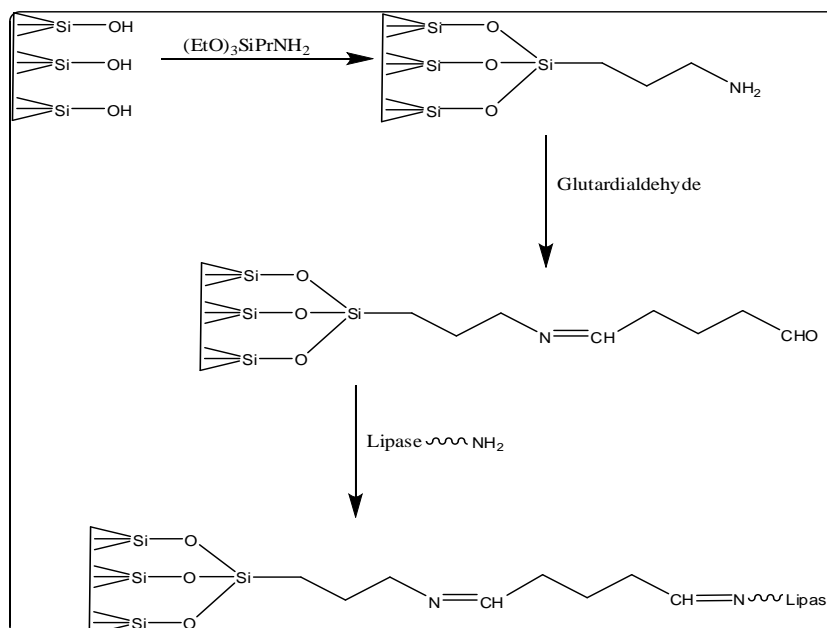 Si OH
(EtO)3SiPrNH2
Si OH
Si OH
Si O
Si O Si
NH2
Si O
Glutardialdehyde
Si O
Si O Si
N CH CHO
Si O
Lipase NH2
Si O
Si O Si
N CH CH N Lipas
Si O